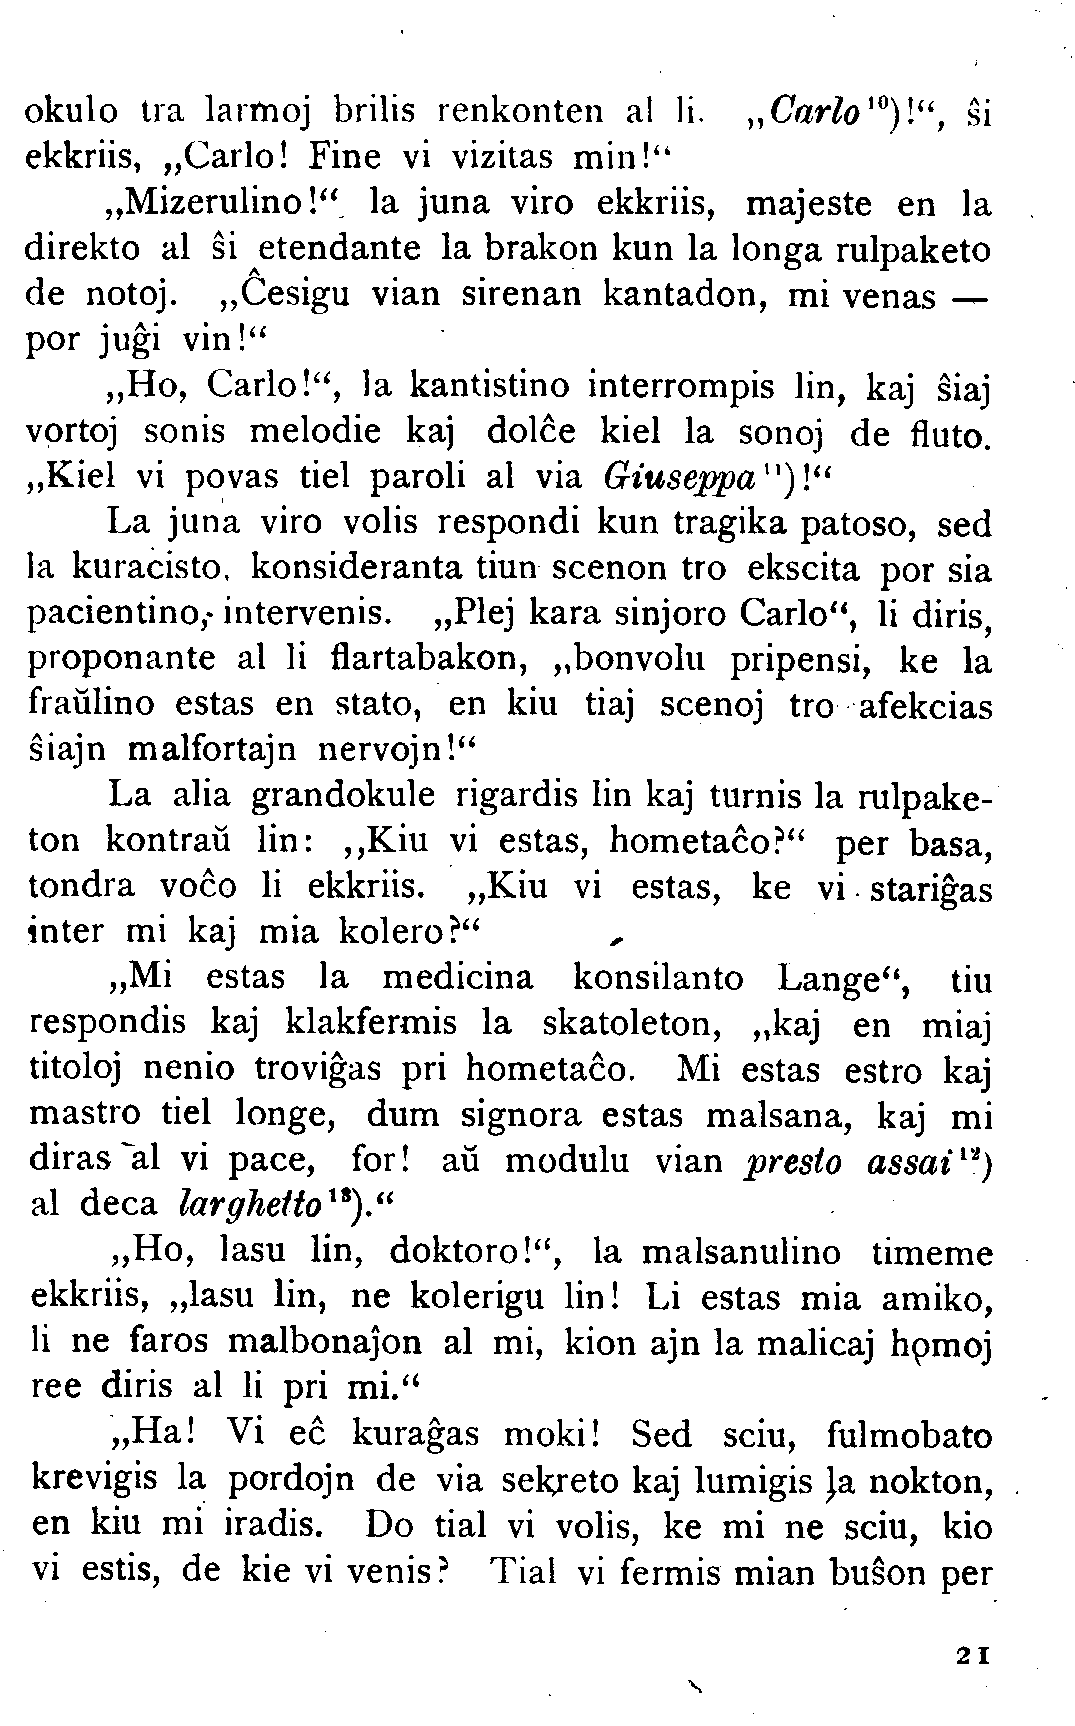 okulo tra larmoj brilis renkonten al li. „Carlo¹⁰)!“, ŝi
ekkriis, „Carlo! Fine vi vizitas min!“
„Mizerulino!“ la juna viro ekkriis, majeste en la
direkto al ŝi etendante la brakon kun la longa rulpaketo
de notoj. „Ĉesigu vian sirenan kantadon, mi venas —
por juĝi vin!“
„Ho, Carlo!“, la kantistino interrompis lin, kaj ŝiaj
vortoj sonis melodie kaj dolĉe kiel la sonoj de fluto.
„Kiel vi povas tiel paroli al via Giuseppa¹¹)!“
La juna viro volis respondi kun tragika patoso, sed
la kuracisto, konsideranta tiun scenon tro ekscita por sia
pacientino, intervenis. „Plej kara sinjoro Carlo“, li diris,
proponante al li flartabakon, „bonvolu pripensi, ke la
fraŭlino estas en stato, en kiu tiaj scenoj tro afekcias
ŝiajn malfortajn nervojn!“
La alia grandokule rigardis lin kaj turnis la rulpake-
ton kontraŭ lin: „Kiu vi estas, hometaĉo?“ per basa,
tondra voĉo li ekkriis. „Kiu vi estas, ke vi stariĝas
inter mi kaj mia kolero?“
„Mi estas la medicina konsilanto Lange“, tiu
respondis kaj klakfermis la skatoleton, „kaj en miaj
titoloj nenio troviĝas pri hometaĉo. Mi estas estro kaj
mastro tiel longe, dum signora estas malsana, kaj mi
diras al vi pace, for! aŭ modulu vian presto assai¹²)
al deca larghetto¹³).“
„Ho, lasu lin, doktoro!“, la malsanulino timeme
ekkriis, „lasu lin, ne kolerigu lin! Li estas mia amiko,
li ne faros malbonaĵon al mi, kion ajn la malicaj homoj
ree diris al li pri mi.“
„Ha! Vi eĉ kuraĝas moki! Sed sciu, fulmobato
krevigis la pordojn de via sekreto kaj lumigis la nokton,
en kiu mi iradis. Do tial vi volis, ke mi ne sciu, kio
vi estis, de kie vi venis? Tial vi fermis mian buŝon per
21